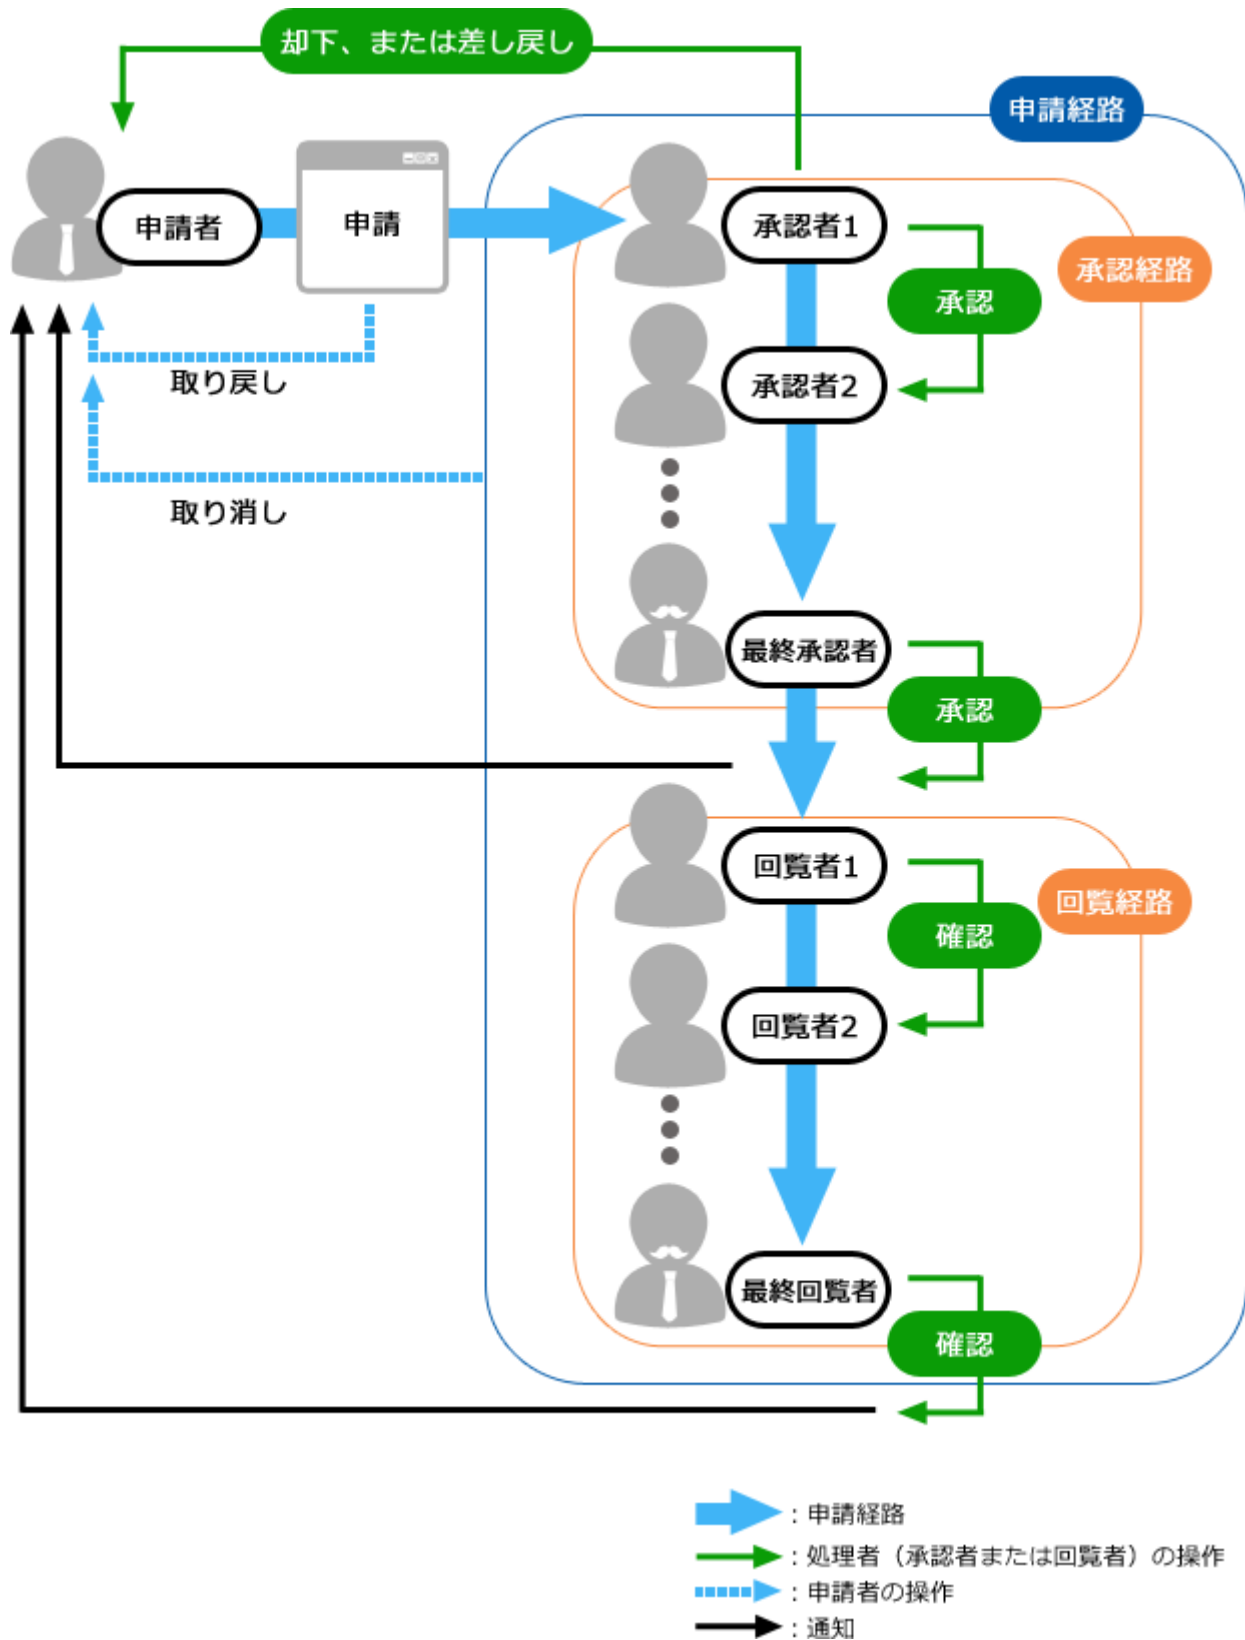 却下、または差し戻し
申請経路
申請者
申請
承認者1
承認経路
承認
取り戻し
承認者2
取り消し
最終承認者
承認
回覧者1
回覧経路
確認
回覧者2
最終回覧者
確認
：申請経路
：処理者（承認者または回覧者）の操作
：申請者の操作
：通知